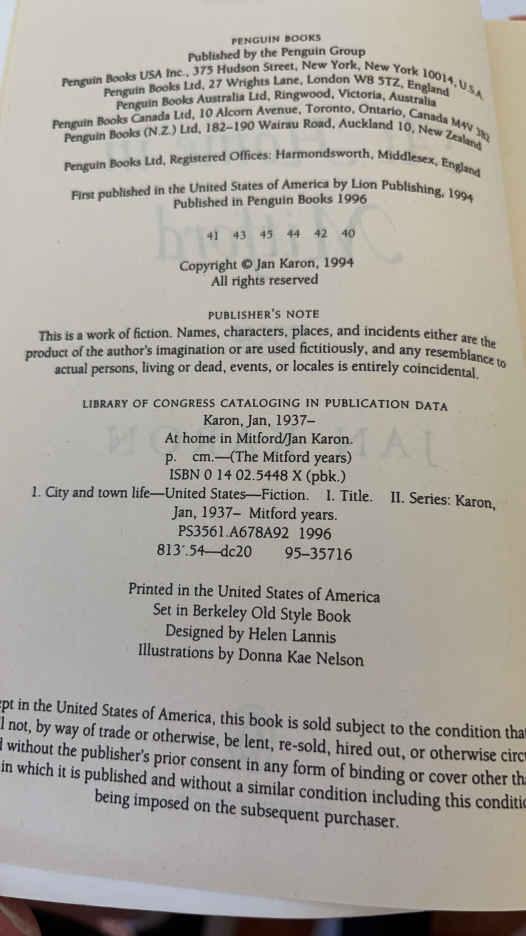 PENGUIN BOOKS
Published by the Penguin Group
Penguin Books USA Inc., 375 Hudson Street, New York, New York 10014, U.S.A.
Penguin Books Ltd, 27 Wrights Lane, London W8 5TZ, England
Penguin Books Australia Ltd, Ringwood, Victoria, Australia
Penguin Books Canada Ltd, 10 Alcorn Avenue, Toronto, Ontario, Canada M4V 3B2
Penguin Books (N.Z.) Ltd, 182–190 Wairau Road, Auckland 10, New Zealand
Penguin Books Ltd, Registered Offices: Harmondsworth, Middlesex, England
First published in the United States of America by Lion Publishing, 1994
Published in Penguin Books 1996
41 43 45 44 42 40
Copyright © Jan Karon, 1994
All rights reserved
PUBLISHER'S NOTE
This is a work of fiction. Names, characters, places, and incidents either are the
product of the author's imagination or are used fictitiously, and any resemblance to
actual persons, living or dead, events, or locales is entirely coincidental.
LIBRARY OF CONGRESS CATALOGING IN PUBLICATION DATA
Karon, Jan, 1937–
At home in Mitford/Jan Karon.
p. cm.—(The Mitford years)
ISBN 0 14 02.5448 X (pbk.)
1. City and town life—United States—Fiction. I. Title. II. Series: Karon,
Jan, 1937– Mitford years.
PS3561.A678A92 1996
813'.54—dc20 95–35716
Printed in the United States of America
Set in Berkeley Old Style Book
Designed by Helen Lannis
Illustrations by Donna Kae Nelson
ept in the United States of America, this book is sold subject to the condition that
l not, by way of trade or otherwise, be lent, re-sold, hired out, or otherwise circu
d without the publisher's prior consent in any form of binding or cover other tha
in which it is published and without a similar condition including this conditio
being imposed on the subsequent purchaser.